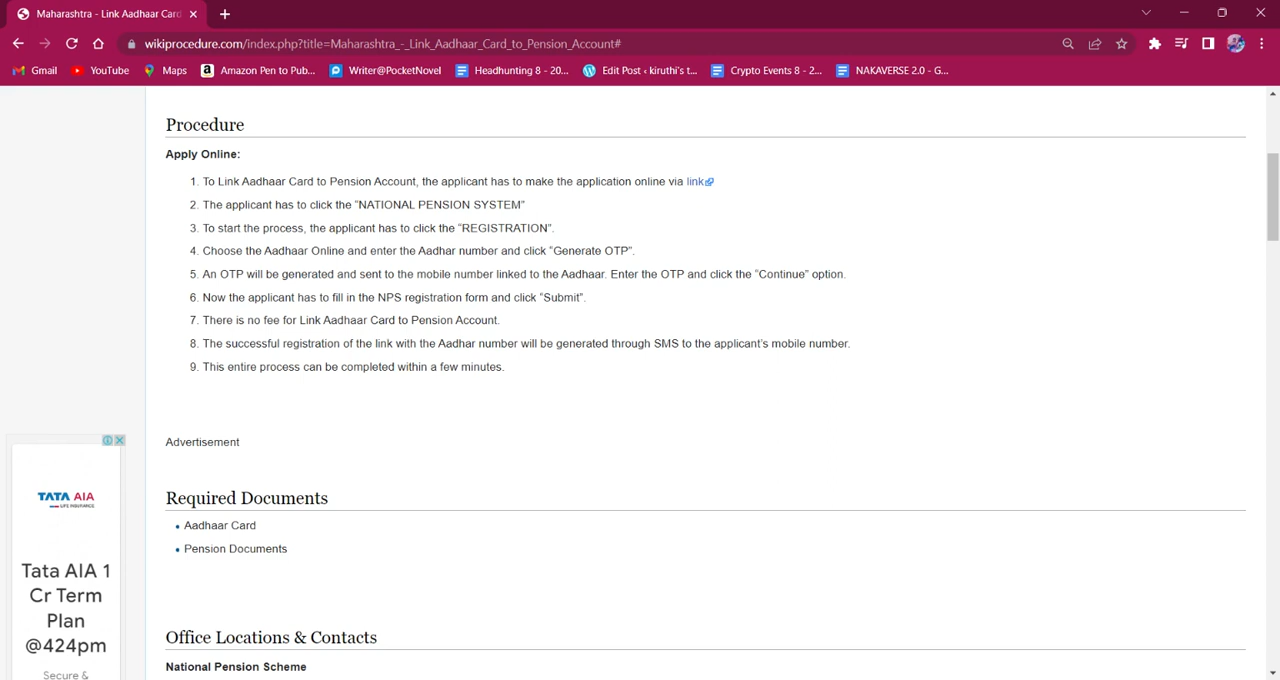 Maharashtra - Link Aadhaar Card
wikiprocedure.com/index.php?title=Maharashtra_-_Link_Aadhaar_Card_to_Pension_Account#
Gmail YouTube Maps Amazon Pen to Pub... Writer@PocketNovel Headhunting 8 - 20... Edit Post ‹ kiruthi's t... Crypto Events 8 - 2... NAKAVERSE 2.0 - G...
Procedure
Apply Online:
1. To Link Aadhaar Card to Pension Account, the applicant has to make the application online via link
2. The applicant has to click the “NATIONAL PENSION SYSTEM”
3. To start the process, the applicant has to click the “REGISTRATION”.
4. Choose the Aadhaar Online and enter the Aadhar number and click “Generate OTP”.
5. An OTP will be generated and sent to the mobile number linked to the Aadhaar. Enter the OTP and click the “Continue” option.
6. Now the applicant has to fill in the NPS registration form and click “Submit”.
7. There is no fee for Link Aadhaar Card to Pension Account.
8. The successful registration of the link with the Aadhar number will be generated through SMS to the applicant’s mobile number.
9. This entire process can be completed within a few minutes.
Advertisement
TATA AIA
LIFE INSURANCE
Tata AIA 1
Cr Term
Plan
@424pm
Secure &
Required Documents
Aadhaar Card
Pension Documents
Office Locations & Contacts
National Pension Scheme